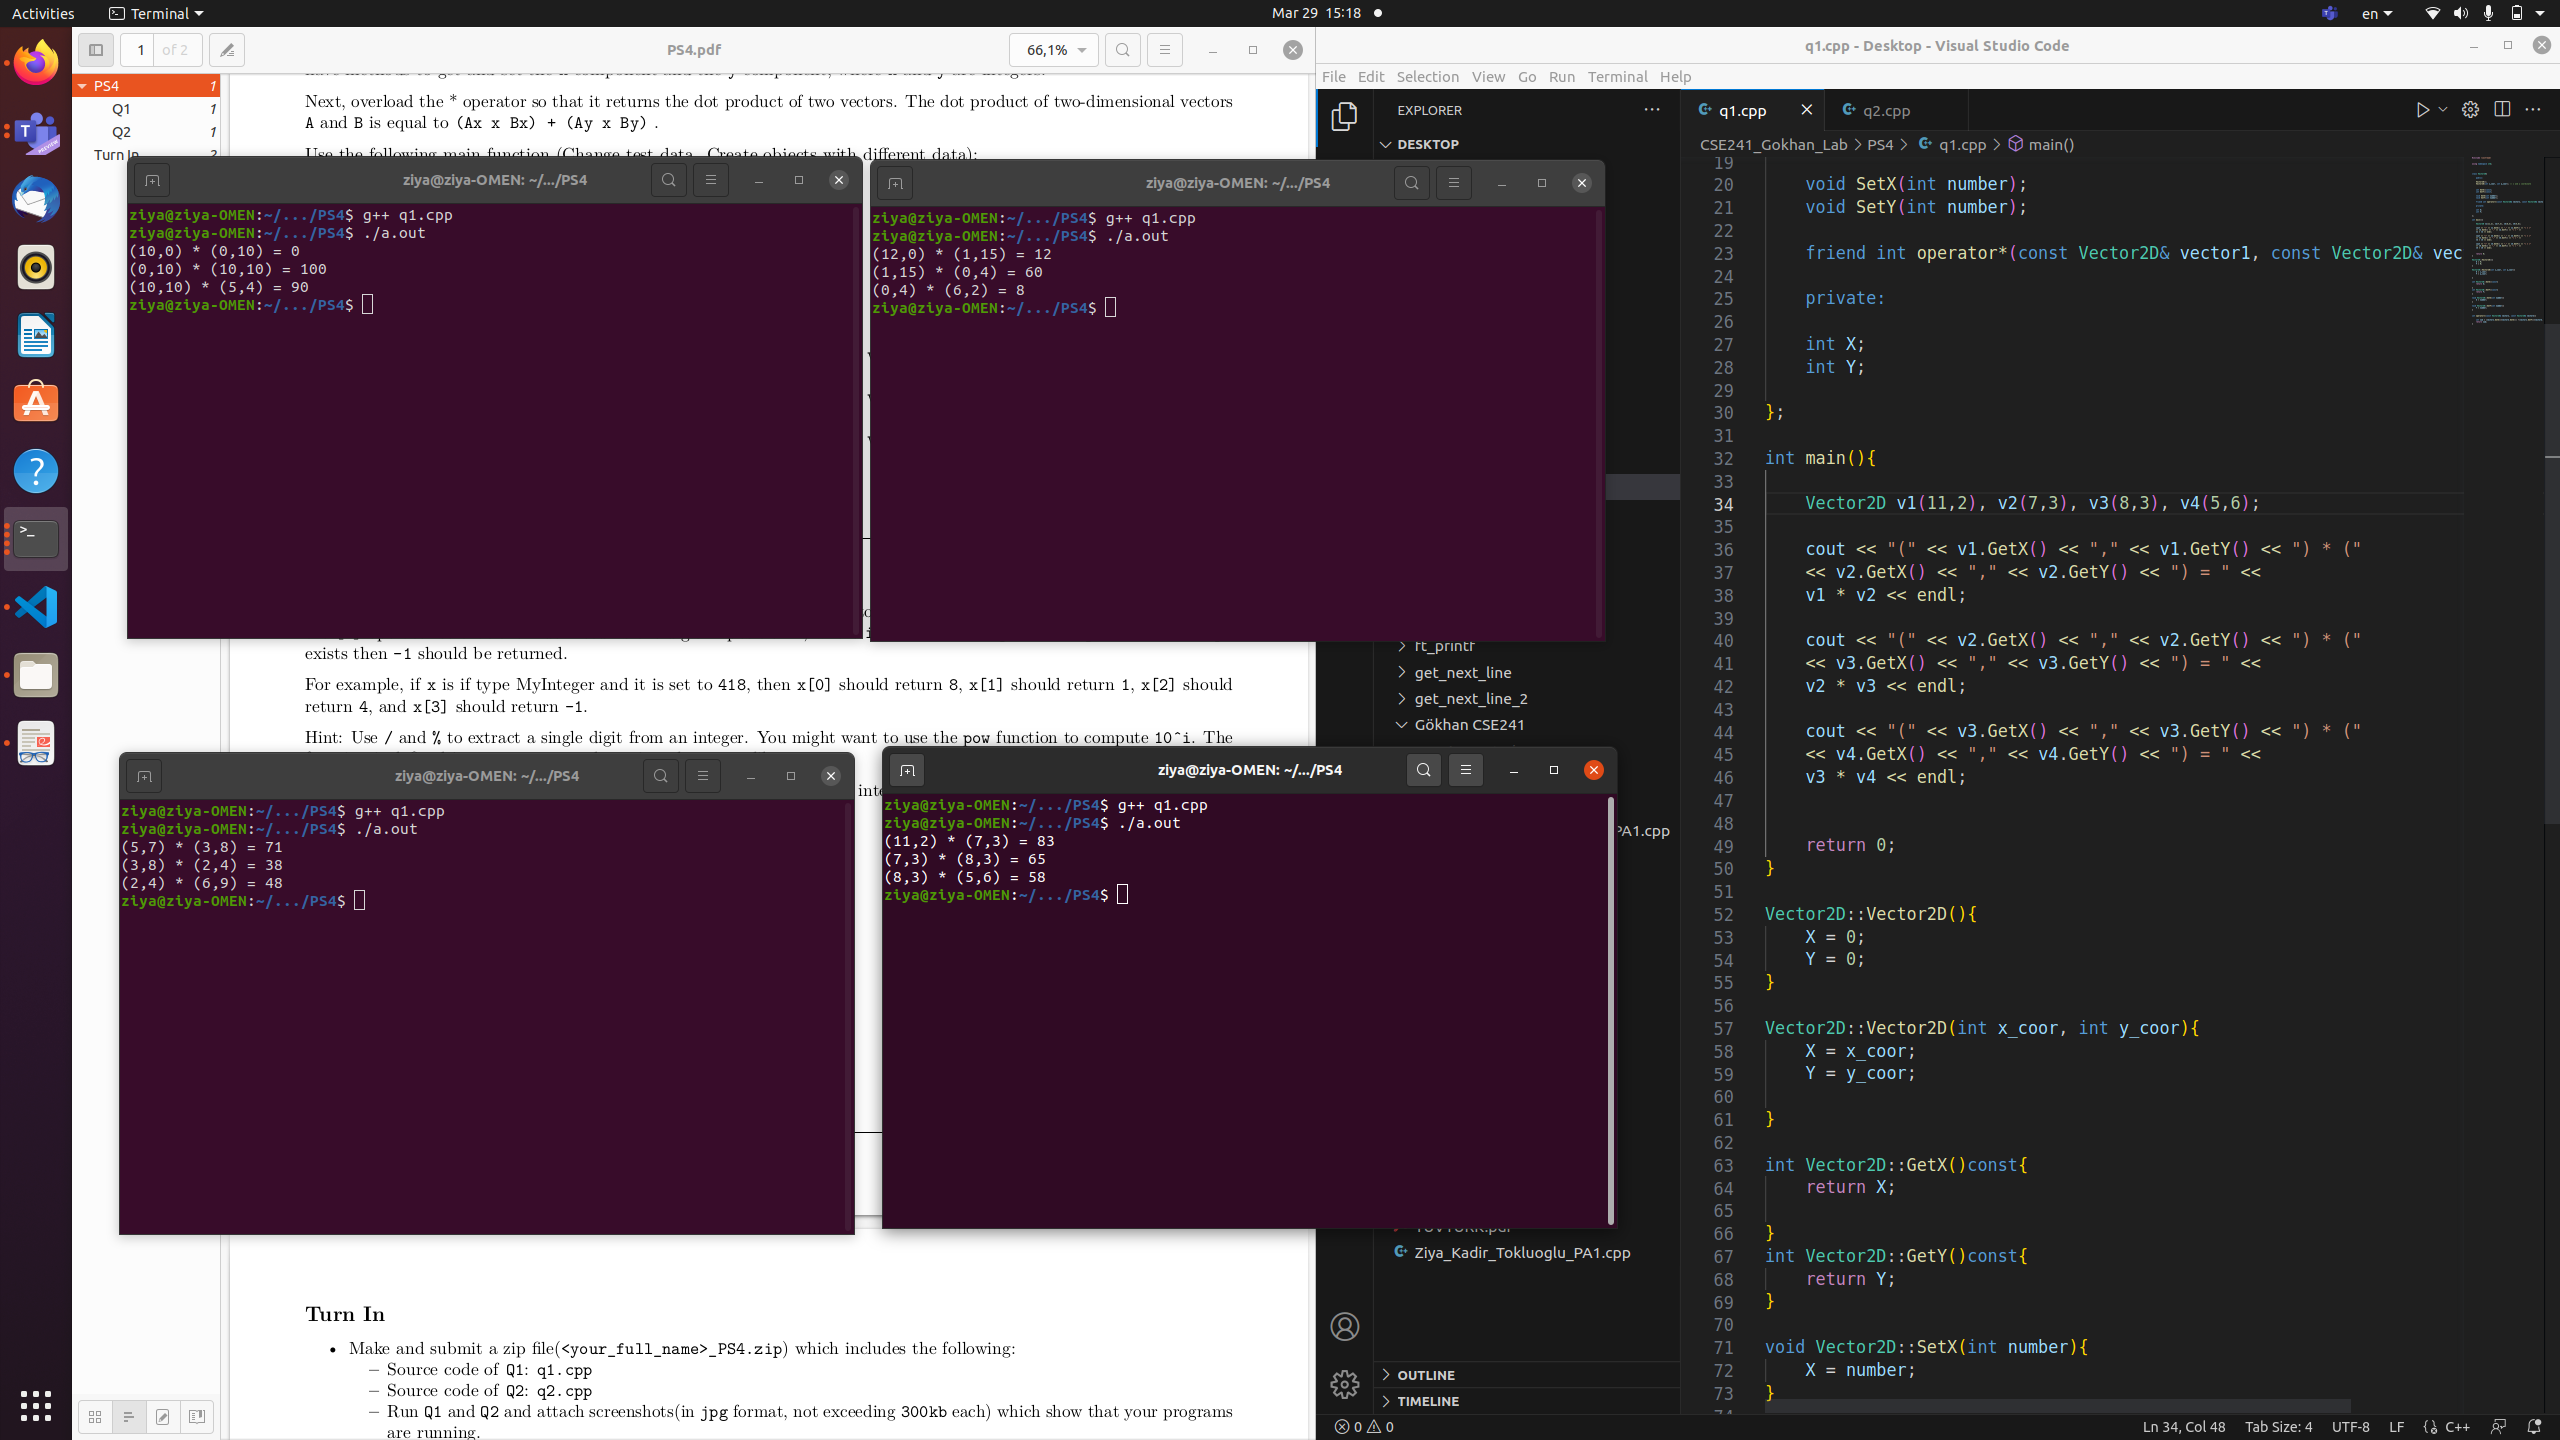 Activities
Terminal
Mar 29 15:18
en
1 of 2
PS4.pdf
66,1%
PS4 1
Q1 1
Q2 1
Turn In 2
Next, overload the * operator so that it returns the dot product of two vectors. The dot product of two-dimensional vectors
A and B is equal to (Ax x Bx) + (Ay x By) .
Use the following main function (Change test data. Create objects with different data):
ziya@ziya-OMEN: ~/.../PS4
ziya@ziya-OMEN:~/.../PS4$ g++ q1.cpp
ziya@ziya-OMEN:~/.../PS4$ ./a.out
(10,0) * (0,10) = 0
(0,10) * (10,10) = 100
(10,10) * (5,4) = 90
ziya@ziya-OMEN:~/.../PS4$
ziya@ziya-OMEN: ~/.../PS4
ziya@ziya-OMEN:~/.../PS4$ g++ q1.cpp
ziya@ziya-OMEN:~/.../PS4$ ./a.out
(12,0) * (1,15) = 12
(1,15) * (0,4) = 60
(0,4) * (6,2) = 8
ziya@ziya-OMEN:~/.../PS4$
exists then -1 should be returned.
For example, if x is if type MyInteger and it is set to 418, then x[0] should return 8, x[1] should return 1, x[2] should
return 4, and x[3] should return -1.
Hint: Use / and % to extract a single digit from an integer. You might want to use the pow function to compute 10^i. The
ziya@ziya-OMEN: ~/.../PS4
ziya@ziya-OMEN:~/.../PS4$ g++ q1.cpp
ziya@ziya-OMEN:~/.../PS4$ ./a.out
(5,7) * (3,8) = 71
(3,8) * (2,4) = 38
(2,4) * (6,9) = 48
ziya@ziya-OMEN:~/.../PS4$
ziya@ziya-OMEN: ~/.../PS4
ziya@ziya-OMEN:~/.../PS4$ g++ q1.cpp
ziya@ziya-OMEN:~/.../PS4$ ./a.out
(11,2) * (7,3) = 83
(7,3) * (8,3) = 65
(8,3) * (5,6) = 58
ziya@ziya-OMEN:~/.../PS4$
Turn In
• Make and submit a zip file(<your_full_name>_PS4.zip) which includes the following:
– Source code of Q1: q1.cpp
– Source code of Q2: q2.cpp
– Run Q1 and Q2 and attach screenshots(in jpg format, not exceeding 300kb each) which show that your programs
are running.
q1.cpp - Desktop - Visual Studio Code
File Edit Selection View Go Run Terminal Help
EXPLORER
DESKTOP
ft_printf
get_next_line
get_next_line_2
Gökhan CSE241
PA1.cpp
Ziya_Kadir_Tokluoglu_PA1.cpp
OUTLINE
TIMELINE
q1.cpp
q2.cpp
CSE241_Gokhan_Lab > PS4 > q1.cpp > main()
19
20 void SetX(int number);
21 void SetY(int number);
22
23 friend int operator*(const Vector2D& vector1, const Vector2D& vec
24
25 private:
26
27 int X;
28 int Y;
29
30 };
31
32 int main(){
33
34 Vector2D v1(11,2), v2(7,3), v3(8,3), v4(5,6);
35
36 cout << "(" << v1.GetX() << "," << v1.GetY() << ") * ("
37 << v2.GetX() << "," << v2.GetY() << ") = " <<
38 v1 * v2 << endl;
39
40 cout << "(" << v2.GetX() << "," << v2.GetY() << ") * ("
41 << v3.GetX() << "," << v3.GetY() << ") = " <<
42 v2 * v3 << endl;
43
44 cout << "(" << v3.GetX() << "," << v3.GetY() << ") * ("
45 << v4.GetX() << "," << v4.GetY() << ") = " <<
46 v3 * v4 << endl;
47
48
49 return 0;
50 }
51
52 Vector2D::Vector2D(){
53 X = 0;
54 Y = 0;
55 }
56
57 Vector2D::Vector2D(int x_coor, int y_coor){
58 X = x_coor;
59 Y = y_coor;
60
61 }
62
63 int Vector2D::GetX()const{
64 return X;
65
66 }
67 int Vector2D::GetY()const{
68 return Y;
69 }
70
71 void Vector2D::SetX(int number){
72 X = number;
73 }
0 0
Ln 34, Col 48 Tab Size: 4 UTF-8 LF {} C++